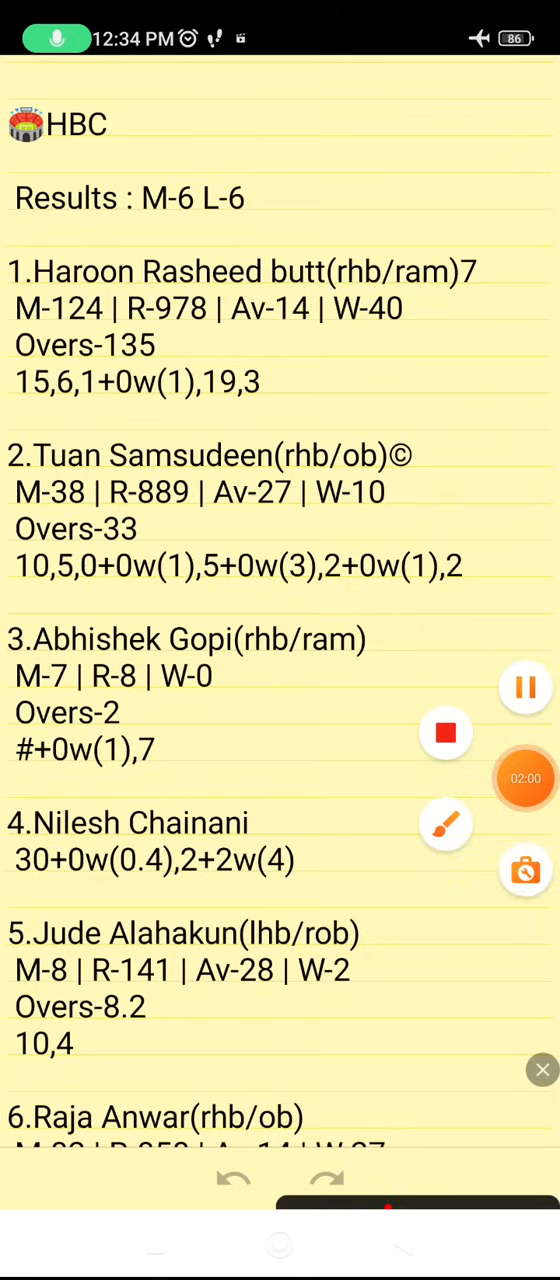 12:34 PM
86
🏟️HBC
Results : M-6 L-6
1.Haroon Rasheed butt(rhb/ram)7
M-124 | R-978 | Av-14 | W-40
Overs-135
15,6,1+0w(1),19,3
2.Tuan Samsudeen(rhb/ob)©
M-38 | R-889 | Av-27 | W-10
Overs-33
10,5,0+0w(1),5+0w(3),2+0w(1),2
3.Abhishek Gopi(rhb/ram)
M-7 | R-8 | W-0
Overs-2
#+0w(1),7
02:00
4.Nilesh Chainani
30+0w(0.4),2+2w(4)
5.Jude Alahakun(lhb/rob)
M-8 | R-141 | Av-28 | W-2
Overs-8.2
10,4
6.Raja Anwar(rhb/ob)